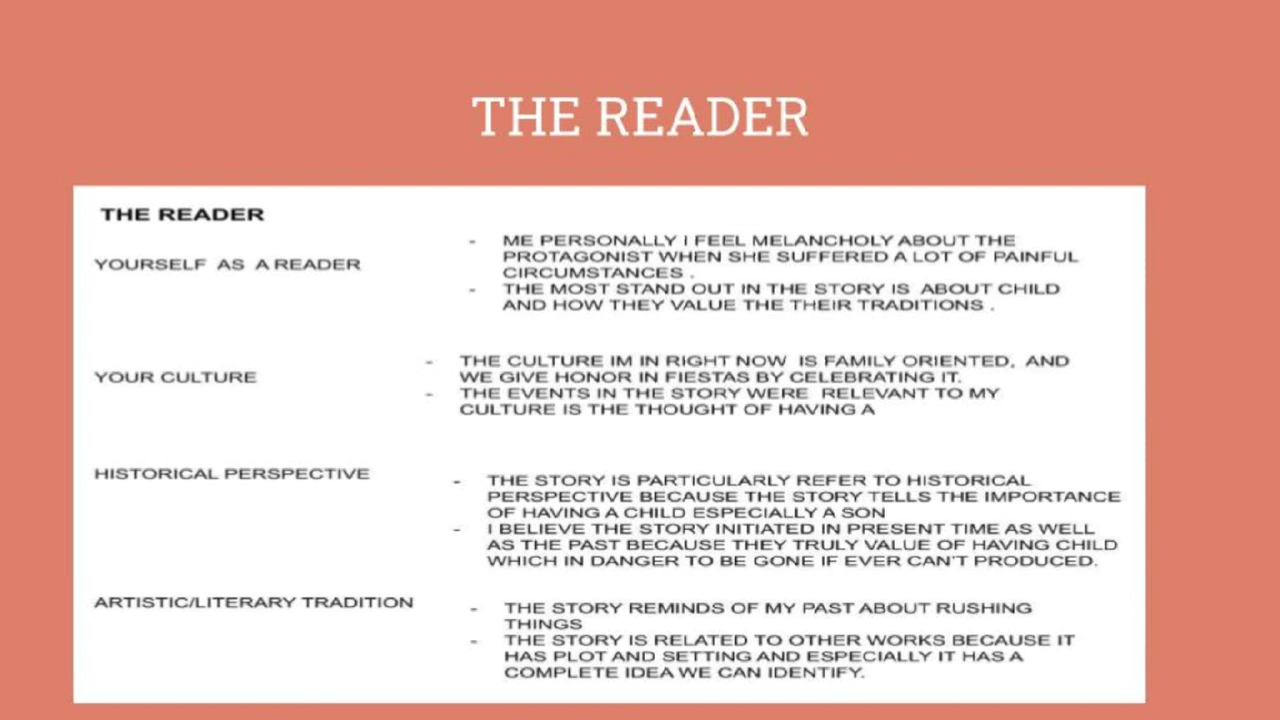 THE READER
THE READER
YOURSELF AS A READER
- ME PERSONALLY I FEEL MELANCHOLY ABOUT THE
PROTAGONIST WHEN SHE SUFFERED A LOT OF PAINFUL
CIRCUMSTANCES .
- THE MOST STAND OUT IN THE STORY IS ABOUT CHILD
AND HOW THEY VALUE THE THEIR TRADITIONS .
YOUR CULTURE
- THE CULTURE IM IN RIGHT NOW IS FAMILY ORIENTED, AND
WE GIVE HONOR IN FIESTAS BY CELEBRATING IT.
- THE EVENTS IN THE STORY WERE RELEVANT TO MY
CULTURE IS THE THOUGHT OF HAVING A
HISTORICAL PERSPECTIVE
- THE STORY IS PARTICULARLY REFER TO HISTORICAL
PERSPECTIVE BECAUSE THE STORY TELLS THE IMPORTANCE
OF HAVING A CHILD ESPECIALLY A SON
- I BELIEVE THE STORY INITIATED IN PRESENT TIME AS WELL
AS THE PAST BECAUSE THEY TRULY VALUE OF HAVING CHILD
WHICH IN DANGER TO BE GONE IF EVER CAN'T PRODUCED.
ARTISTIC/LITERARY TRADITION
- THE STORY REMINDS OF MY PAST ABOUT RUSHING
THINGS
- THE STORY IS RELATED TO OTHER WORKS BECAUSE IT
HAS PLOT AND SETTING AND ESPECIALLY IT HAS A
COMPLETE IDEA WE CAN IDENTIFY.